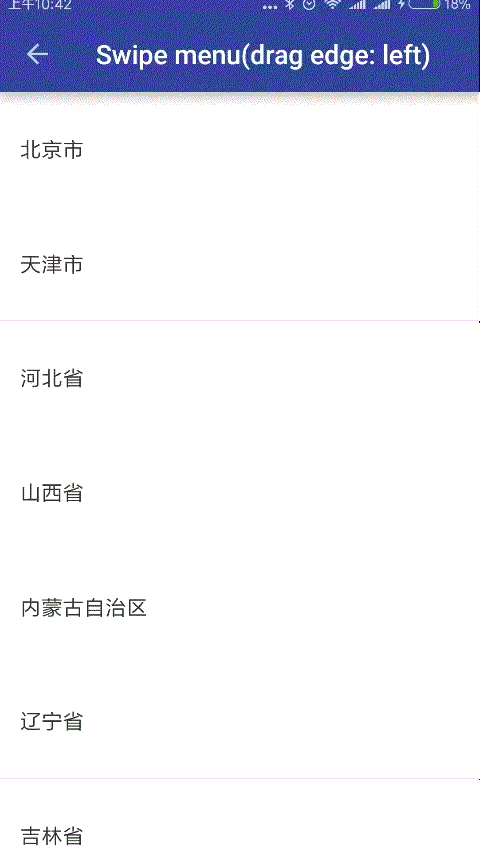 上午10:42
18%
Swipe menu(drag edge: left)
北京市
天津市
河北省
山西省
内蒙古自治区
辽宁省
吉林省